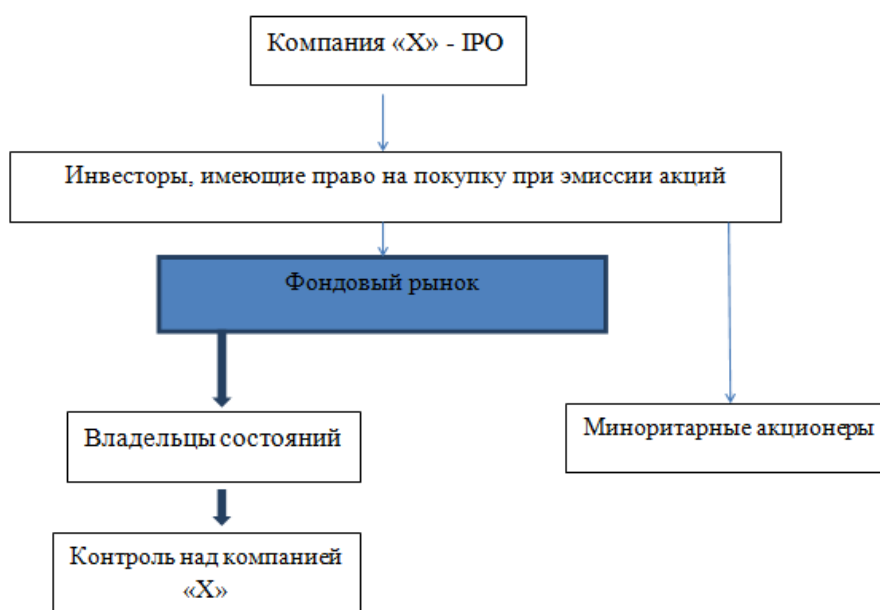 Компания «X» - IPO
Инвесторы, имеющие право на покупку при эмиссии акций
Фондовый рынок
Владельцы состояний
Миноритарные акционеры
Контроль над компанией
«X»